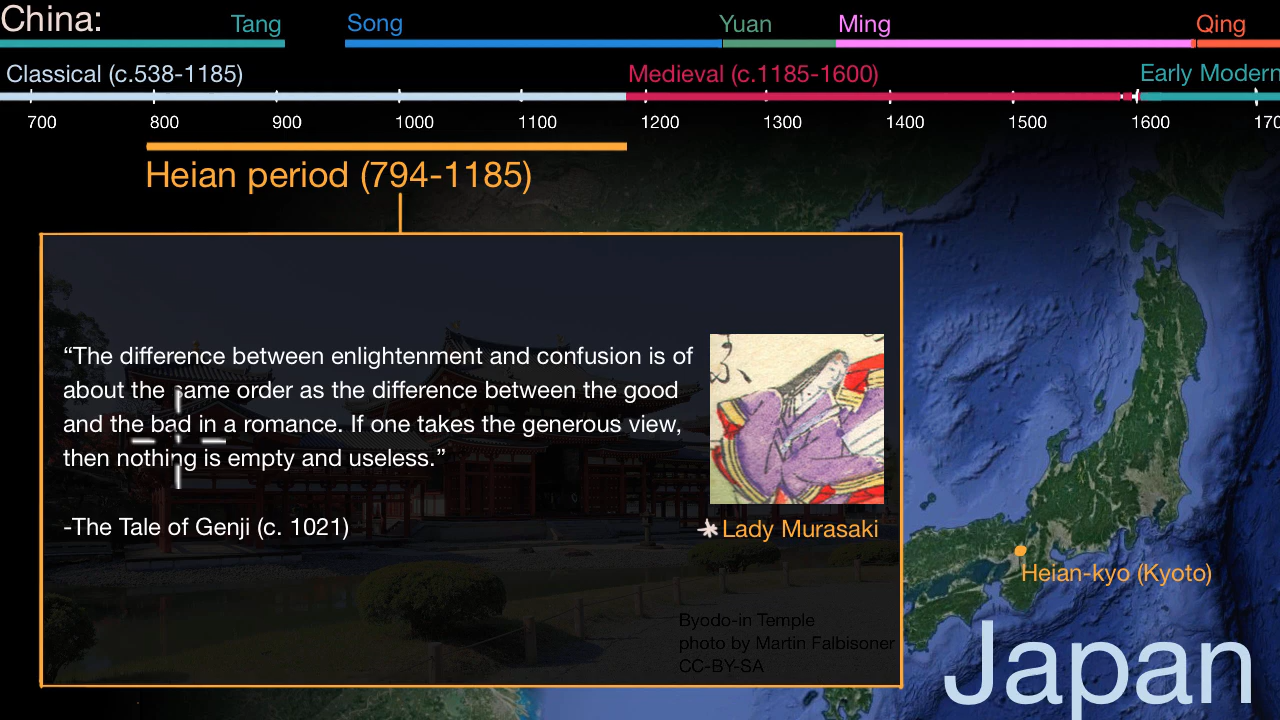 China:
Tang
Song
Yuan
Ming
Qing
Classical (c.538-1185)
Medieval (c.1185-1600)
Early Modern
700
800
900
1000
1100
1200
1300
1400
1500
1600
170
Heian period (794-1185)
“The difference between enlightenment and confusion is of
about the same order as the difference between the good
and the bad in a romance. If one takes the generous view,
then nothing is empty and useless.”
-The Tale of Genji (c. 1021)
Lady Murasaki
Heian-kyo (Kyoto)
Byodo-in Temple
photo by Martin Falbisoner
CC-BY-SA
Japan